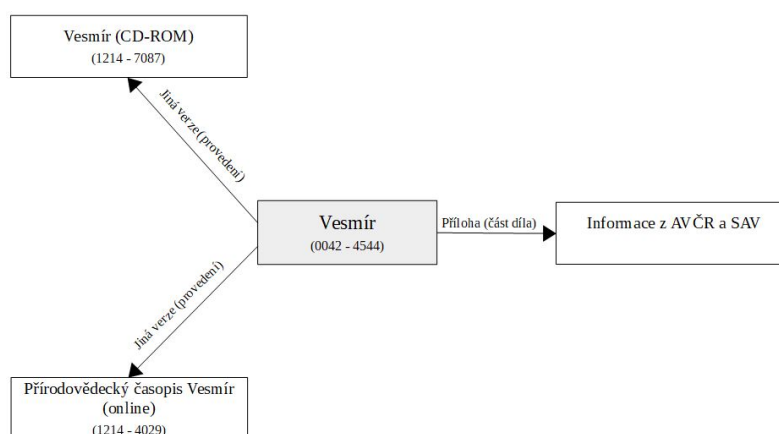 Vesmír (CD-ROM)
(1214 - 7087)
Jiná verze(provedení)
Vesmír
(0042 - 4544)
Příloha (část díla)
Informace z AVČR a SAV
Jiná verze (provedení)
Přírodovědecký časopis Vesmír
(online)
(1214 - 4029)